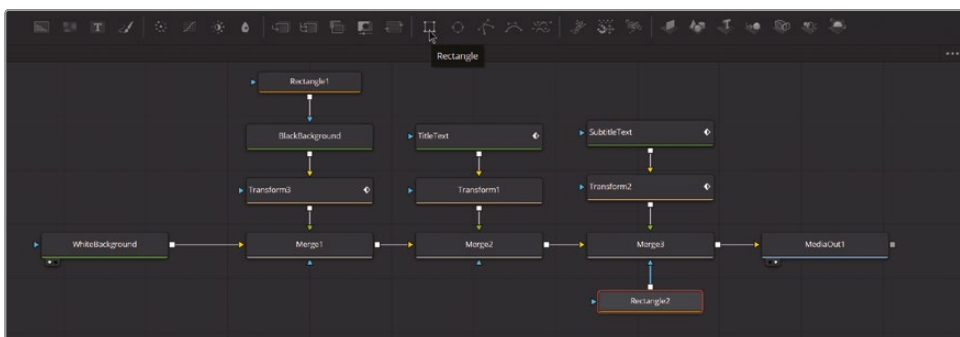 T
Rectangle
Rectangle1
BlackBackground
TitleText
SubtitleText
Transform3
Transform1
Transform2
WhiteBackground
Merge1
Merge2
Merge3
MediaOut1
Rectangle2